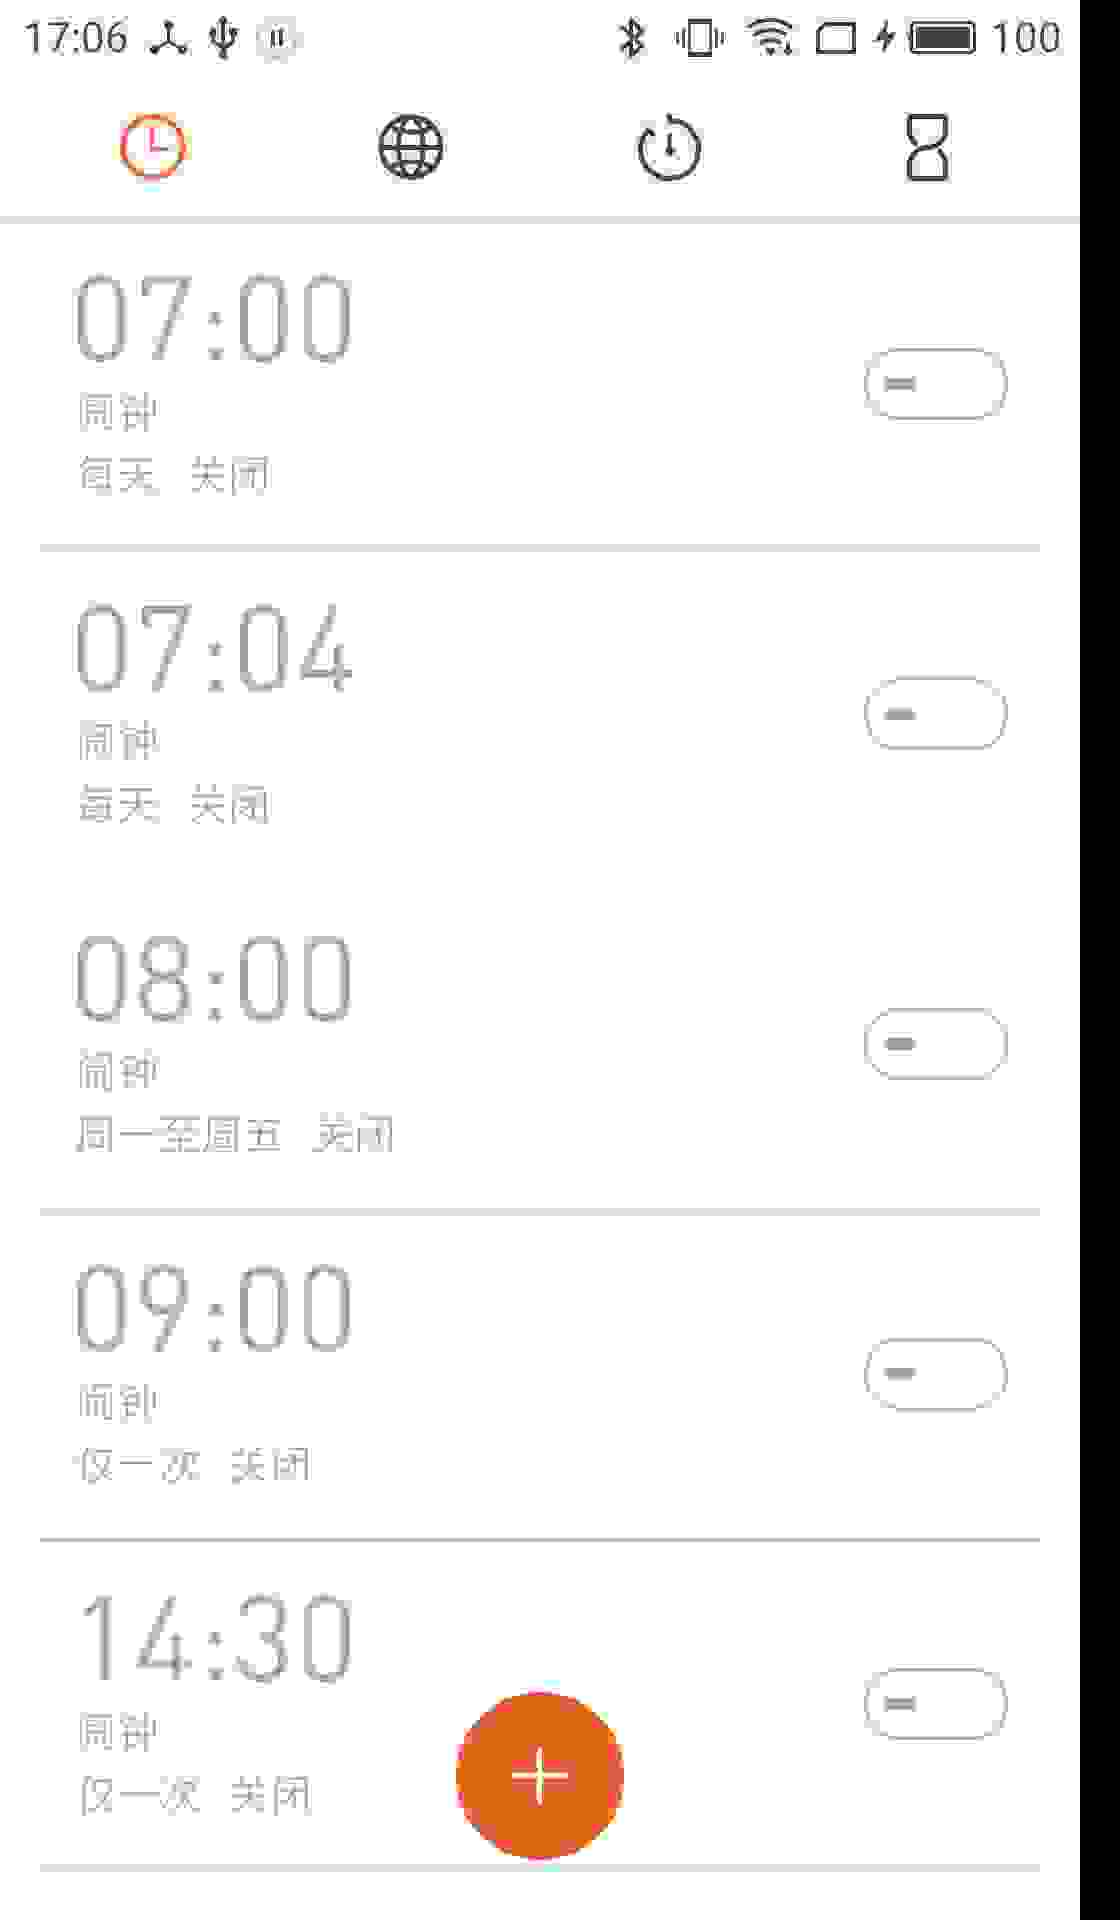 17:06 100
07:00
闹钟
每天 关闭
07:04
闹钟
每天 关闭
08:00
闹钟
周一至周五 关闭
09:00
闹钟
仅一次 关闭
14:30
闹钟
仅一次 关闭